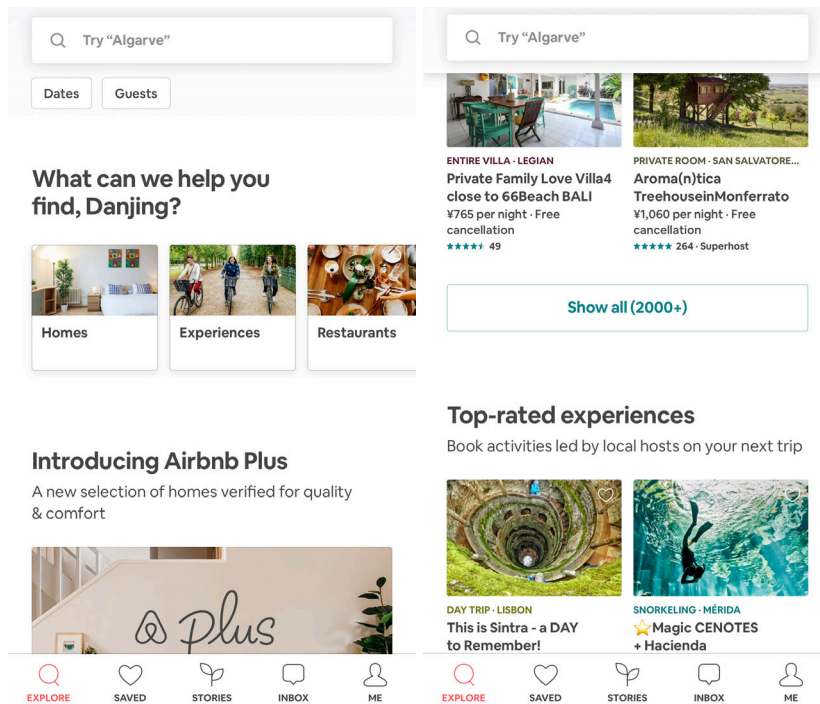 Try “Algarve”
Dates
Guests
What can we help you
find, Danjing?
Homes
Experiences
Restaurants
Introducing Airbnb Plus
A new selection of homes verified for quality
& comfort
plus
EXPLORE
SAVED
STORIES
INBOX
ME
Try “Algarve”
ENTIRE VILLA · LEGIAN
Private Family Love Villa4
close to 66Beach BALI
¥765 per night · Free
cancellation
49
PRIVATE ROOM · SAN SALVATORE...
Aroma(n)tica
TreehouseinMonferrato
¥1,060 per night · Free
cancellation
264 · Superhost
Show all (2000+)
Top-rated experiences
Book activities led by local hosts on your next trip
DAY TRIP · LISBON
This is Sintra - a DAY
to Remember!
SNORKELING · MÉRIDA
⭐Magic CENOTES
+ Hacienda
EXPLORE
SAVED
STORIES
INBOX
ME